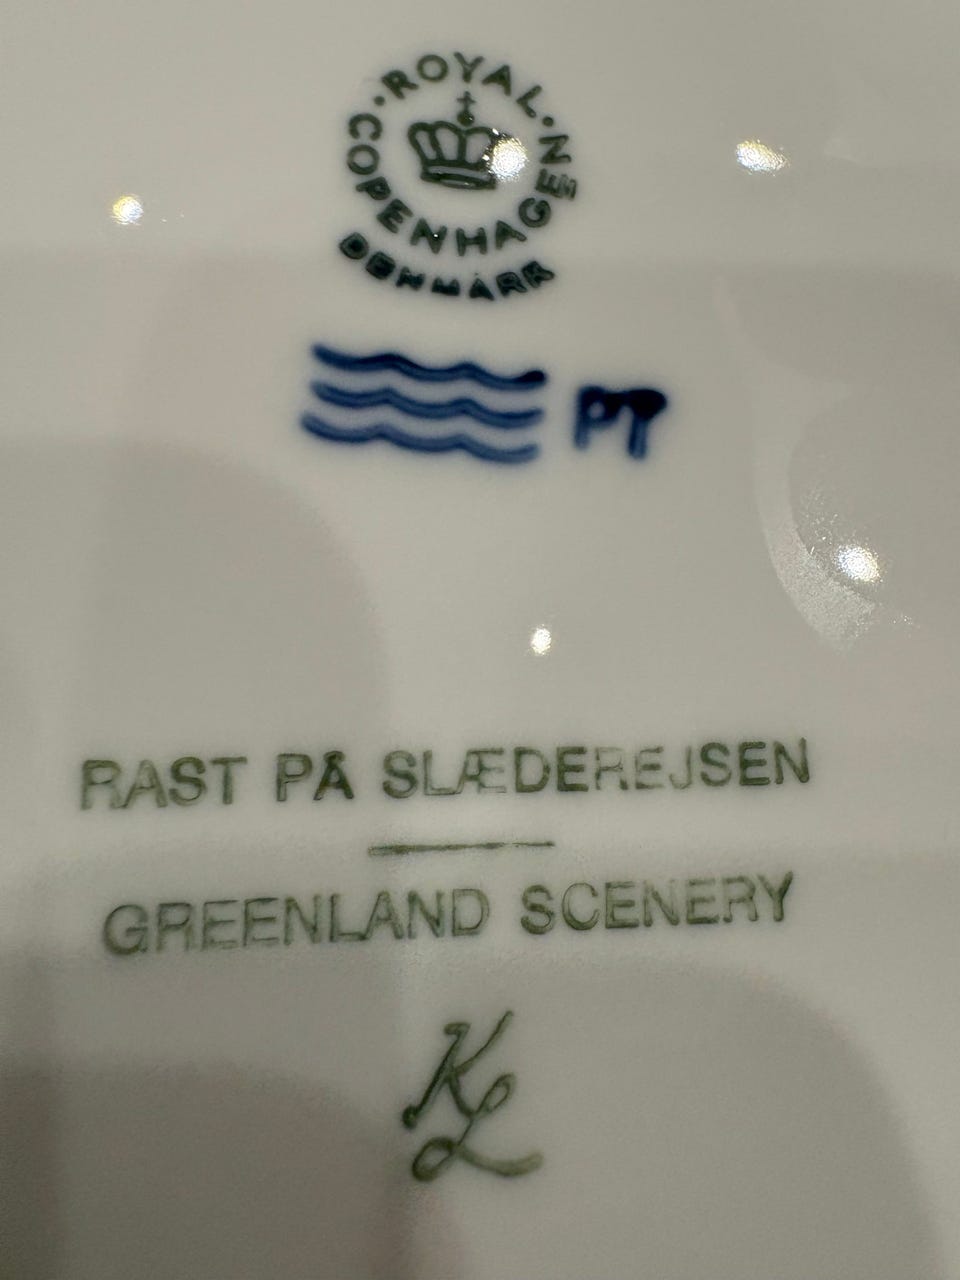 ROYAL·COPENHAGEN·
DENMARK
PT
RAST PÅ SLÆDEREJSEN
GREENLAND SCENERY
KL